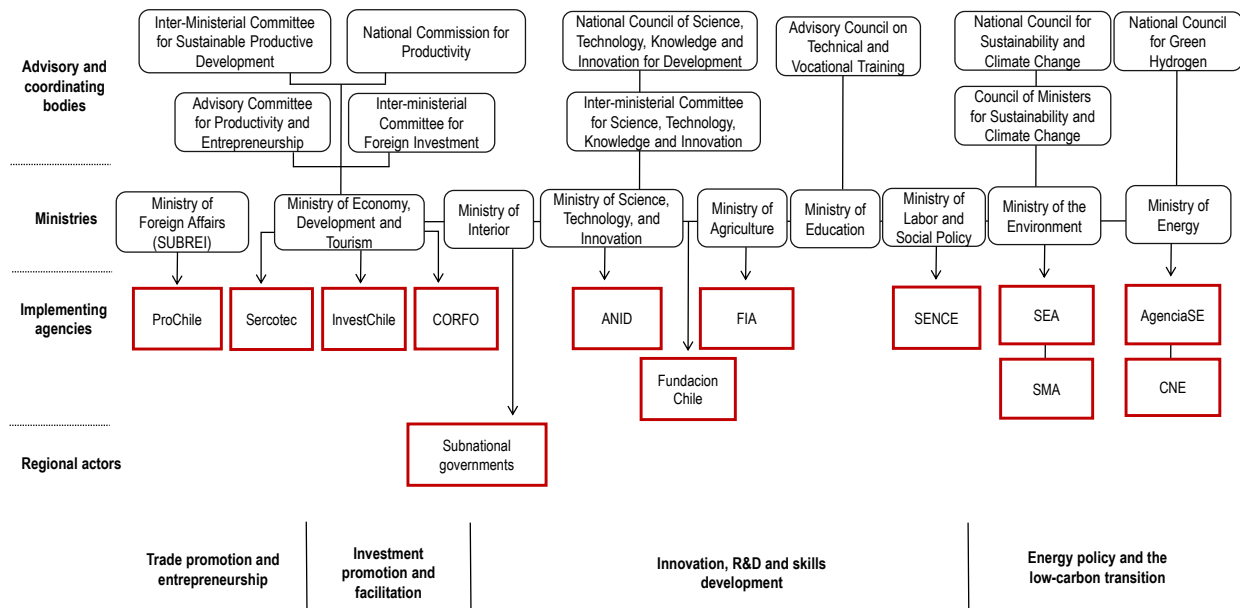 Advisory and
coordinating
bodies
Inter-Ministerial Committee
for Sustainable Productive
Development
National Commission for
Productivity
National Council of Science,
Technology, Knowledge and
Innovation for Development
Advisory Council on
Technical and
Vocational Training
National Council for
Sustainability and
Climate Change
National Council
for Green
Hydrogen
Advisory Committee
for Productivity and
Entrepreneurship
Inter-ministerial
Committee for
Foreign Investment
Inter-ministerial Committee
for Science, Technology,
Knowledge and Innovation
Council of Ministers
for Sustainability and
Climate Change
Ministries
Ministry of
Foreign Affairs
(SUBREI)
Ministry of Economy,
Development and
Tourism
Ministry of
Interior
Ministry of Science,
Technology, and
Innovation
Ministry of
Agriculture
Ministry of
Education
Ministry of
Labor and
Social Policy
Ministry of the
Environment
Ministry of
Energy
Implementing
agencies
ProChile
Sercotec
InvestChile
CORFO
ANID
FIA
SENCE
SEA
AgenciaSE
Fundacion
Chile
SMA
CNE
Regional actors
Subnational
governments
Trade promotion and
entrepreneurship
Investment
promotion and
facilitation
Innovation, R&D and skills
development
Energy policy and the
low-carbon transition